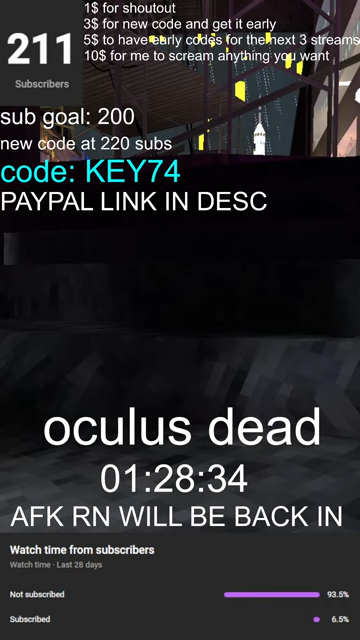 1$ for shoutout
3$ for new code and get it early
5$ to have early codes for the next 3 streams
10$ for me to scream anything you want
211
Subscribers
sub goal: 200
new code at 220 subs
code: KEY74
PAYPAL LINK IN DESC
oculus dead
01:28:34
AFK RN WILL BE BACK IN
Watch time from subscribers
Watch time · Last 28 days
Not subscribed 93.5%
Subscribed 6.5%